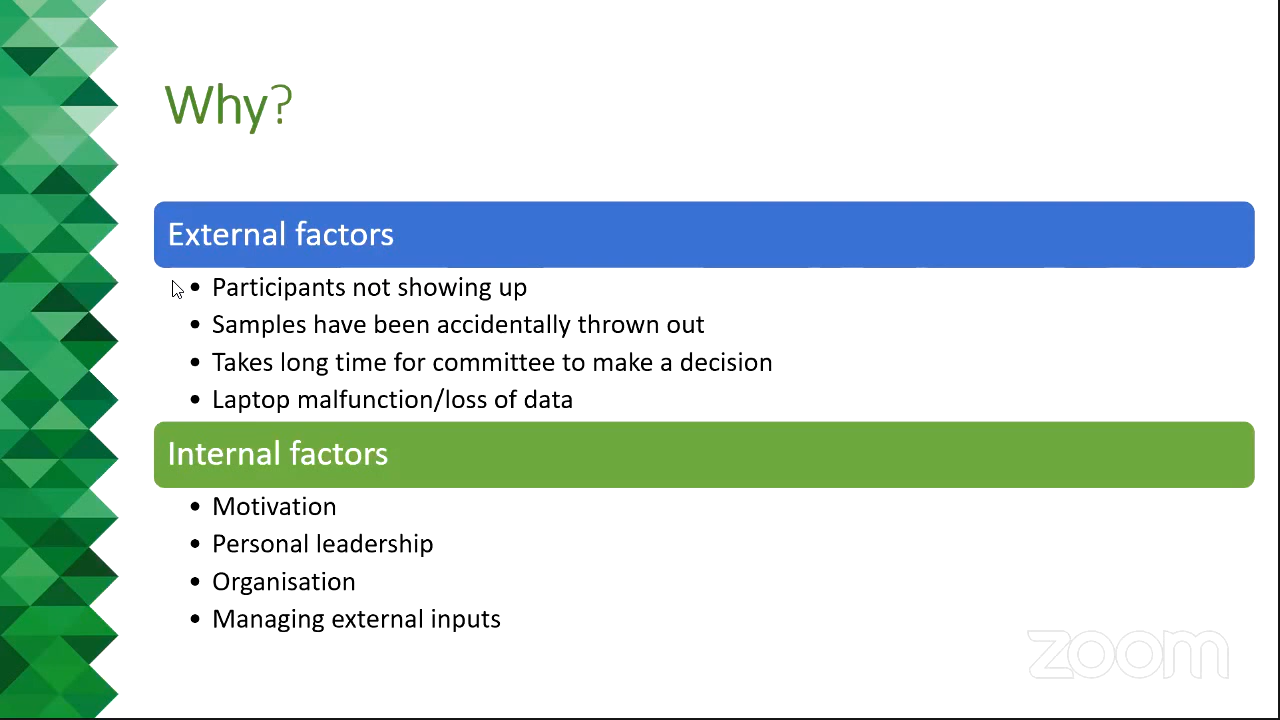 Why?
External factors
• Participants not showing up
• Samples have been accidentally thrown out
• Takes long time for committee to make a decision
• Laptop malfunction/loss of data
Internal factors
• Motivation
• Personal leadership
• Organisation
• Managing external inputs
zoom